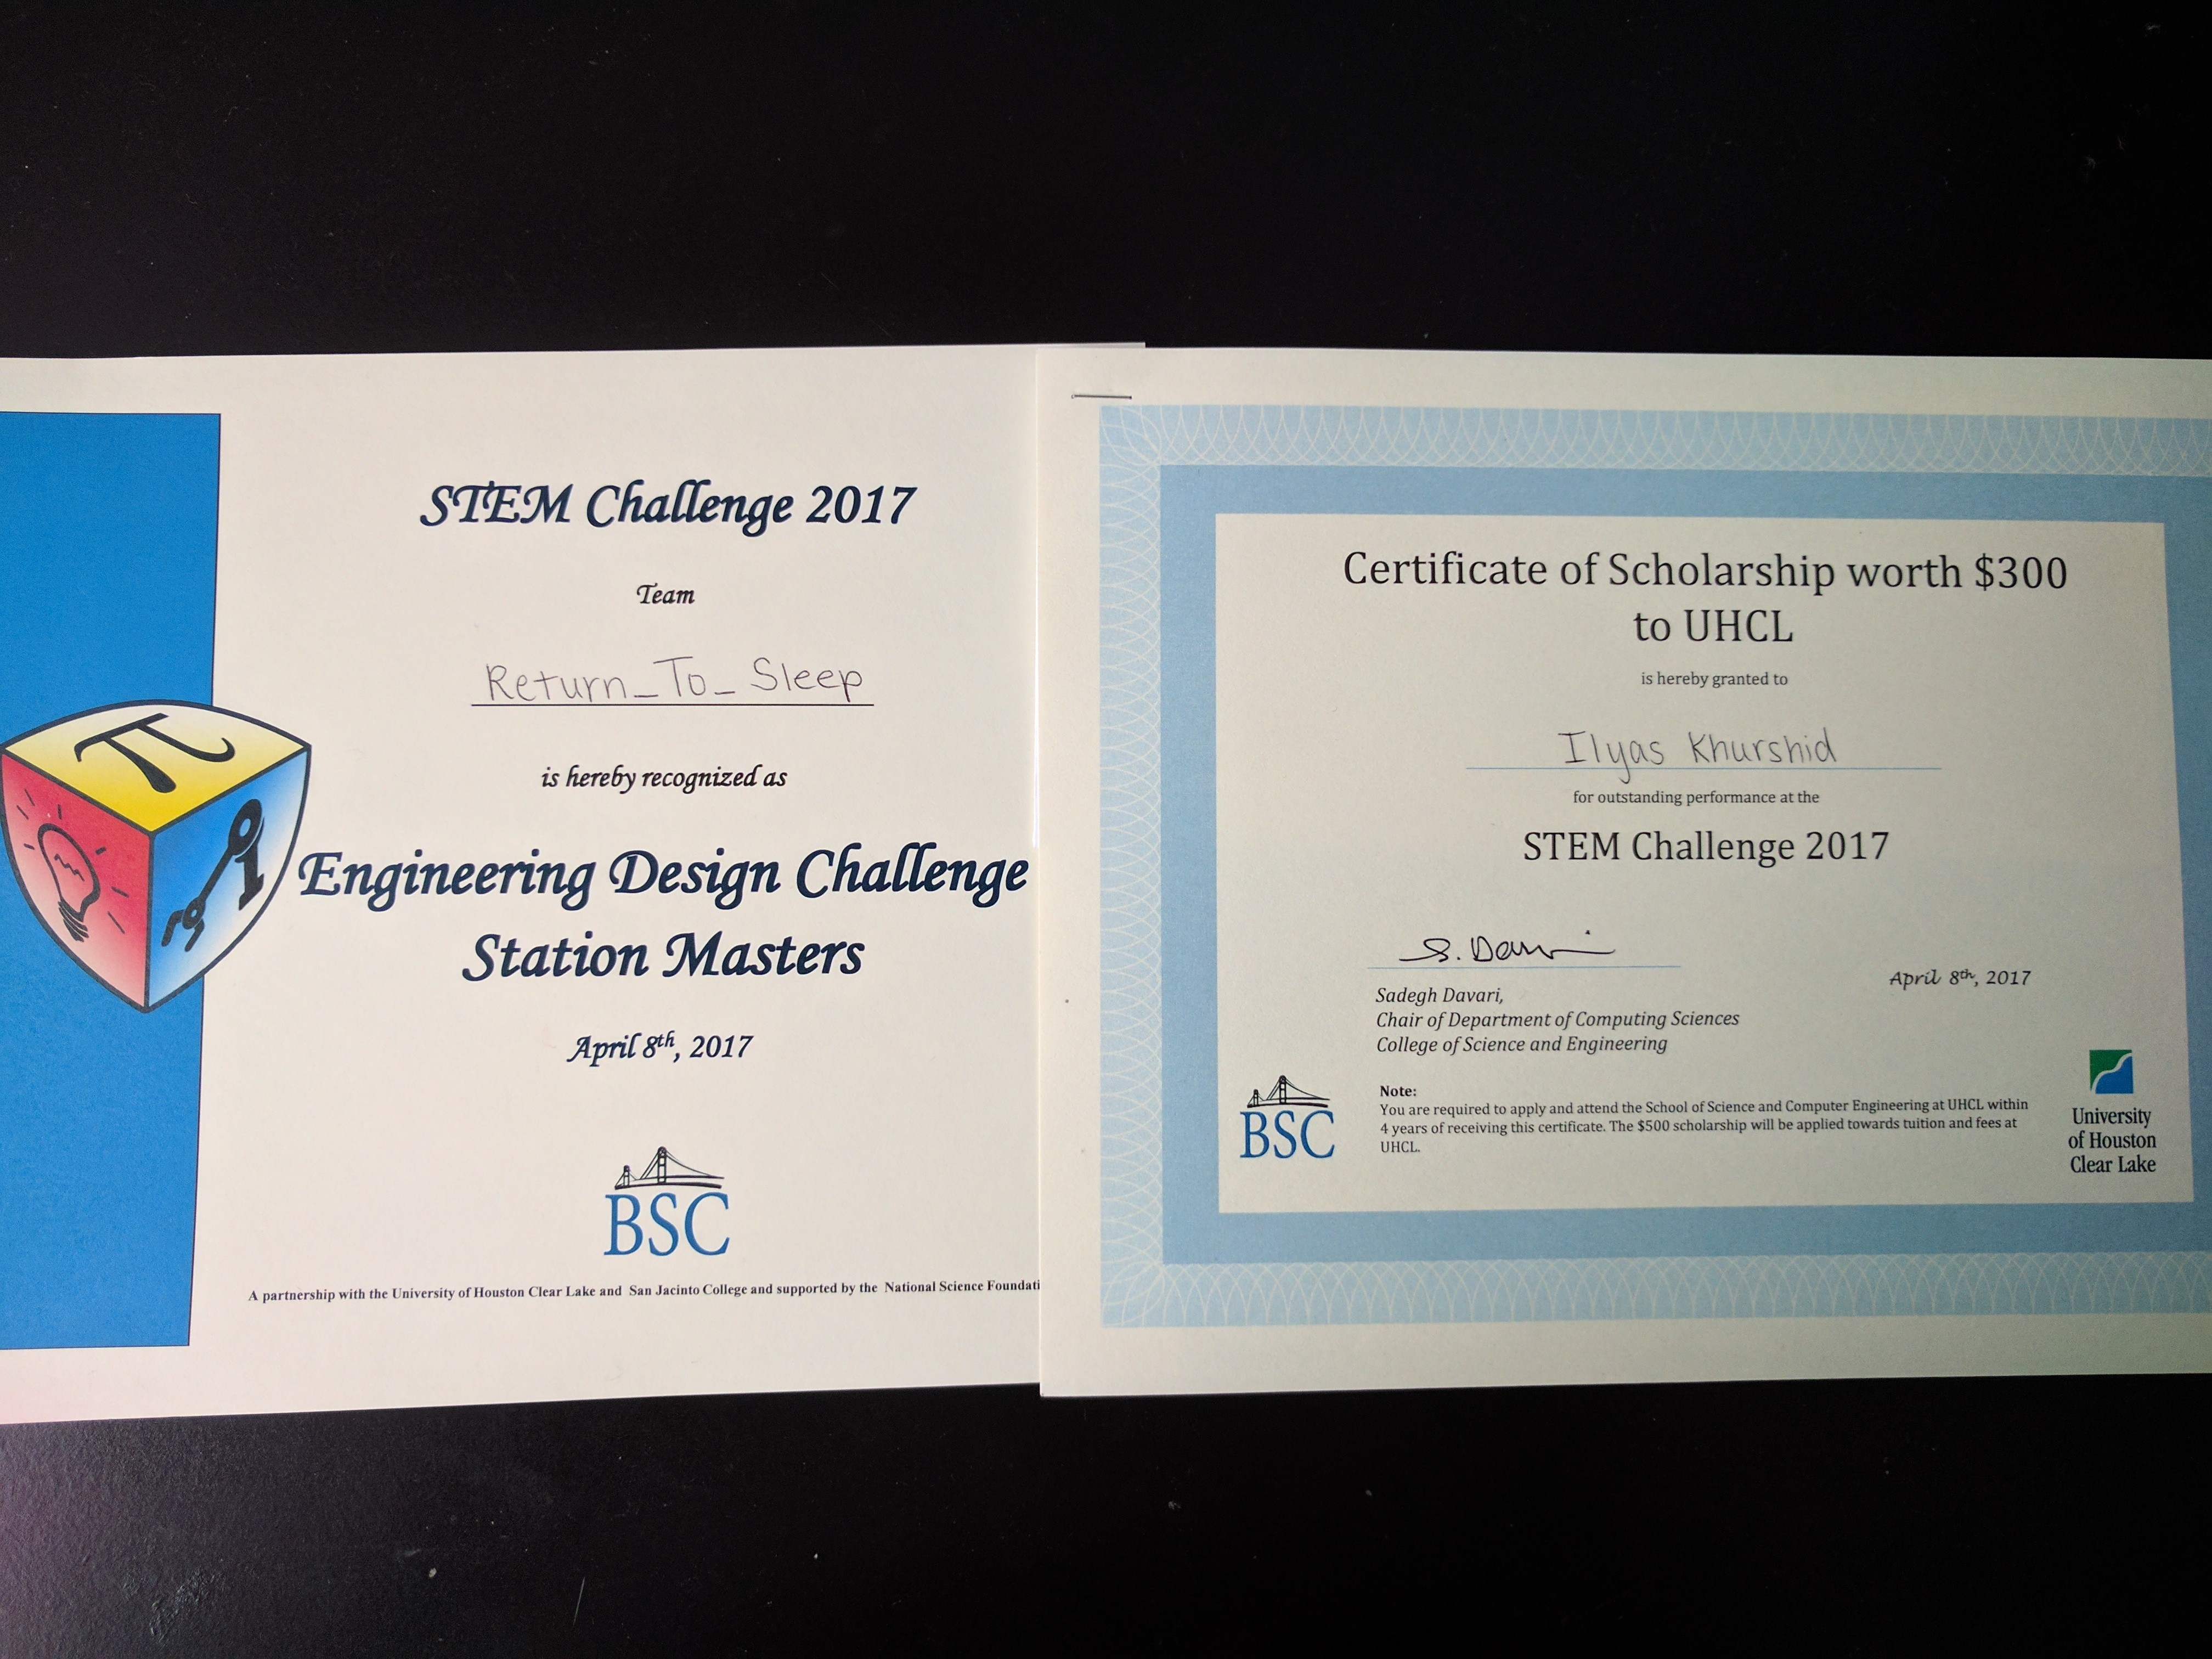 STEM Challenge 2017
Team
Return_To_Sleep
is hereby recognized as
Engineering Design Challenge
Station Masters
April 8th, 2017
BSC
A partnership with the University of Houston Clear Lake and San Jacinto College and supported by the National Science Foundati
π
Certificate of Scholarship worth $300
to UHCL
is hereby granted to
Ilyas Khurshid
for outstanding performance at the
STEM Challenge 2017
S. Davari
April 8th, 2017
Sadegh Davari,
Chair of Department of Computing Sciences
College of Science and Engineering
Note:
You are required to apply and attend the School of Science and Computer Engineering at UHCL within
4 years of receiving this certificate. The $500 scholarship will be applied towards tuition and fees at
UHCL.
BSC
University
of Houston
Clear Lake